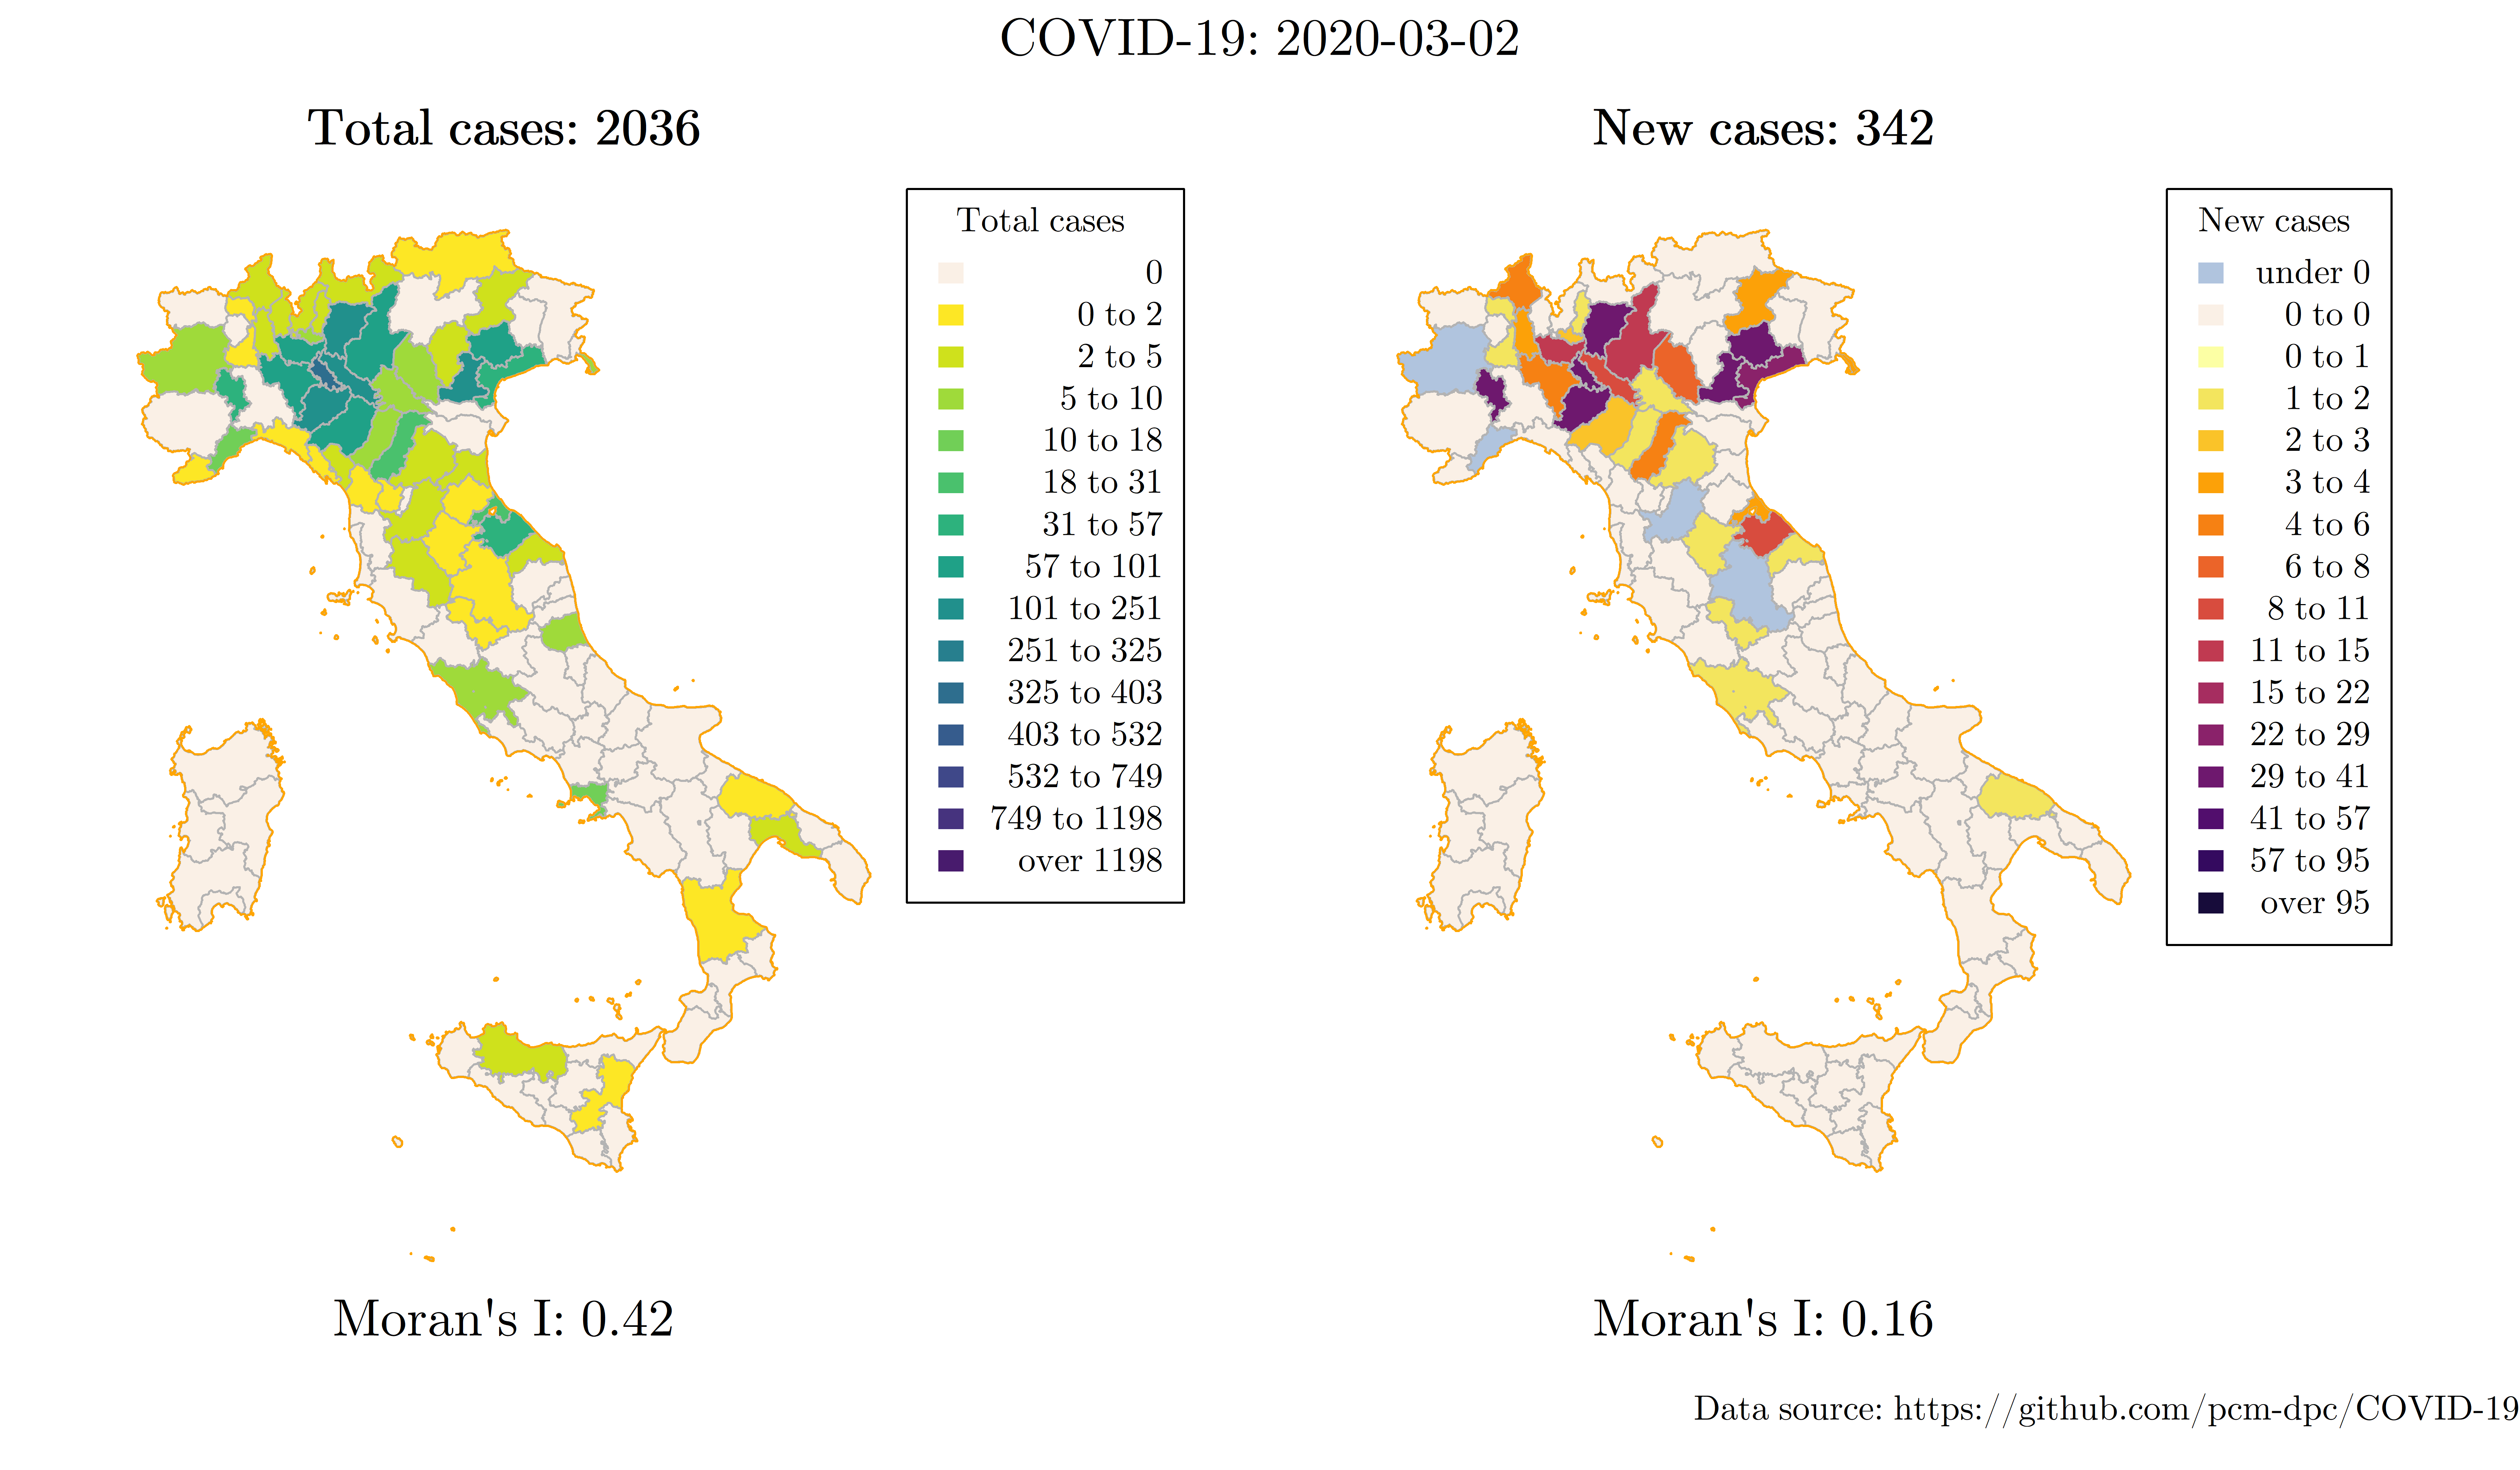 COVID-19: 2020-03-02
Total cases: 2036
Total cases
0
0 to 2
2 to 5
5 to 10
10 to 18
18 to 31
31 to 57
57 to 101
101 to 251
251 to 325
325 to 403
403 to 532
532 to 749
749 to 1198
over 1198
Moran's I: 0.42
New cases: 342
New cases
under 0
0 to 0
0 to 1
1 to 2
2 to 3
3 to 4
4 to 6
6 to 8
8 to 11
11 to 15
15 to 22
22 to 29
29 to 41
41 to 57
57 to 95
over 95
Moran's I: 0.16
Data source: https://github.com/pcm-dpc/COVID-19